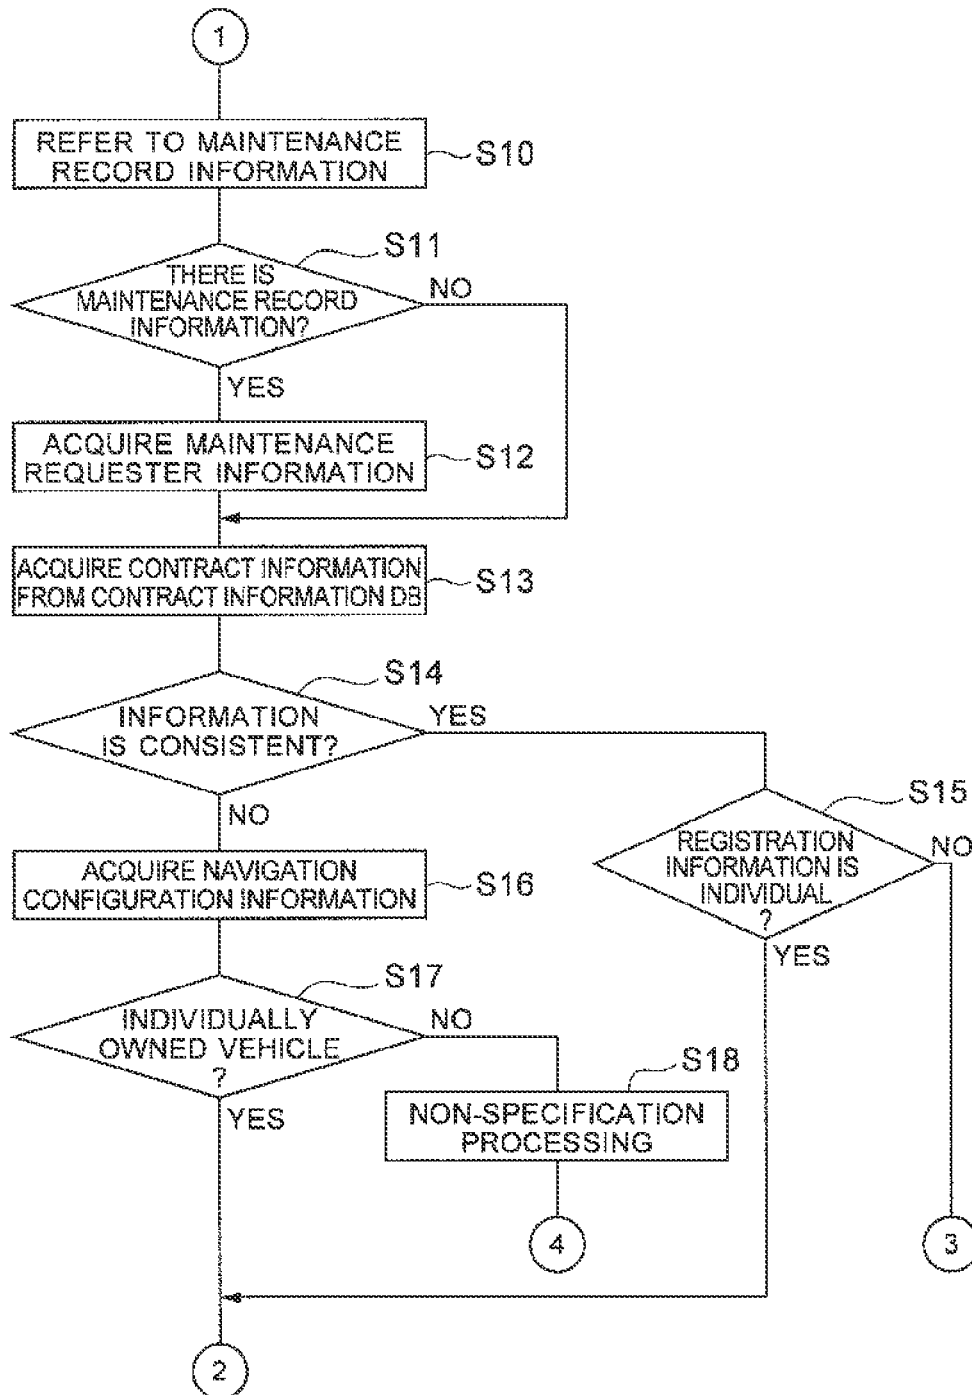 1
REFER TO MAINTENANCE
RECORD INFORMATION
S10
S11
THERE IS
MAINTENANCE RECORD
INFORMATION?
NO
YES
ACQUIRE MAINTENANCE
REQUESTER INFORMATION
S12
ACQUIRE CONTRACT INFORMATION
FROM CONTRACT INFORMATION DB
S13
S14
INFORMATION
IS CONSISTENT?
YES
NO
S15
REGISTRATION
INFORMATION IS
INDIVIDUAL
?
NO
YES
ACQUIRE NAVIGATION
CONFIGURATION INFORMATION
S16
S17
INDIVIDUALLY
OWNED VEHICLE
?
NO
YES
S18
NON-SPECIFICATION
PROCESSING
4
3
2